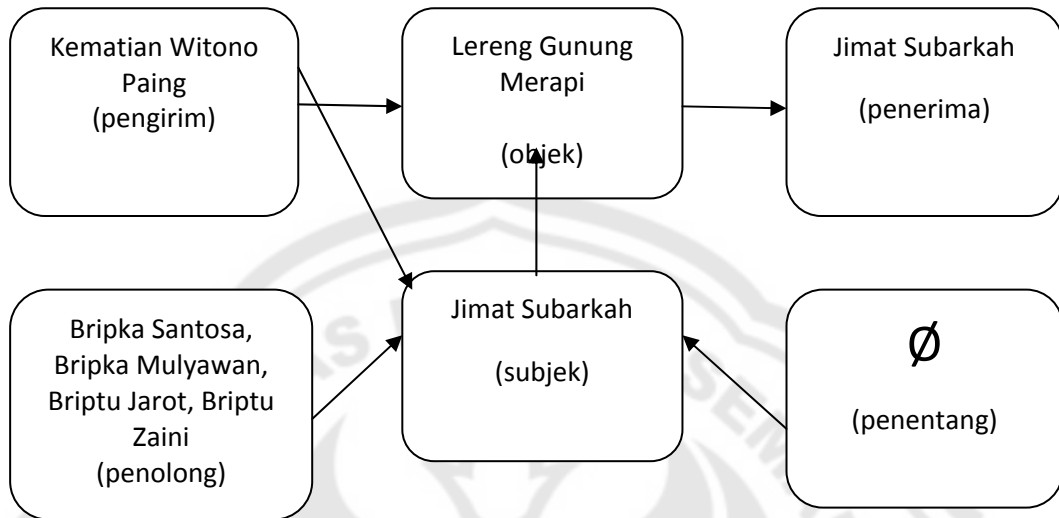 Kematian Witono
Paing
(pengirim)
Lereng Gunung
Merapi
(objek)
Jimat Subarkah
(penerima)
Bripka Santosa,
Bripka Mulyawan,
Briptu Jarot, Briptu
Zaini
(penolong)
Jimat Subarkah
(subjek)
Ø
(penentang)